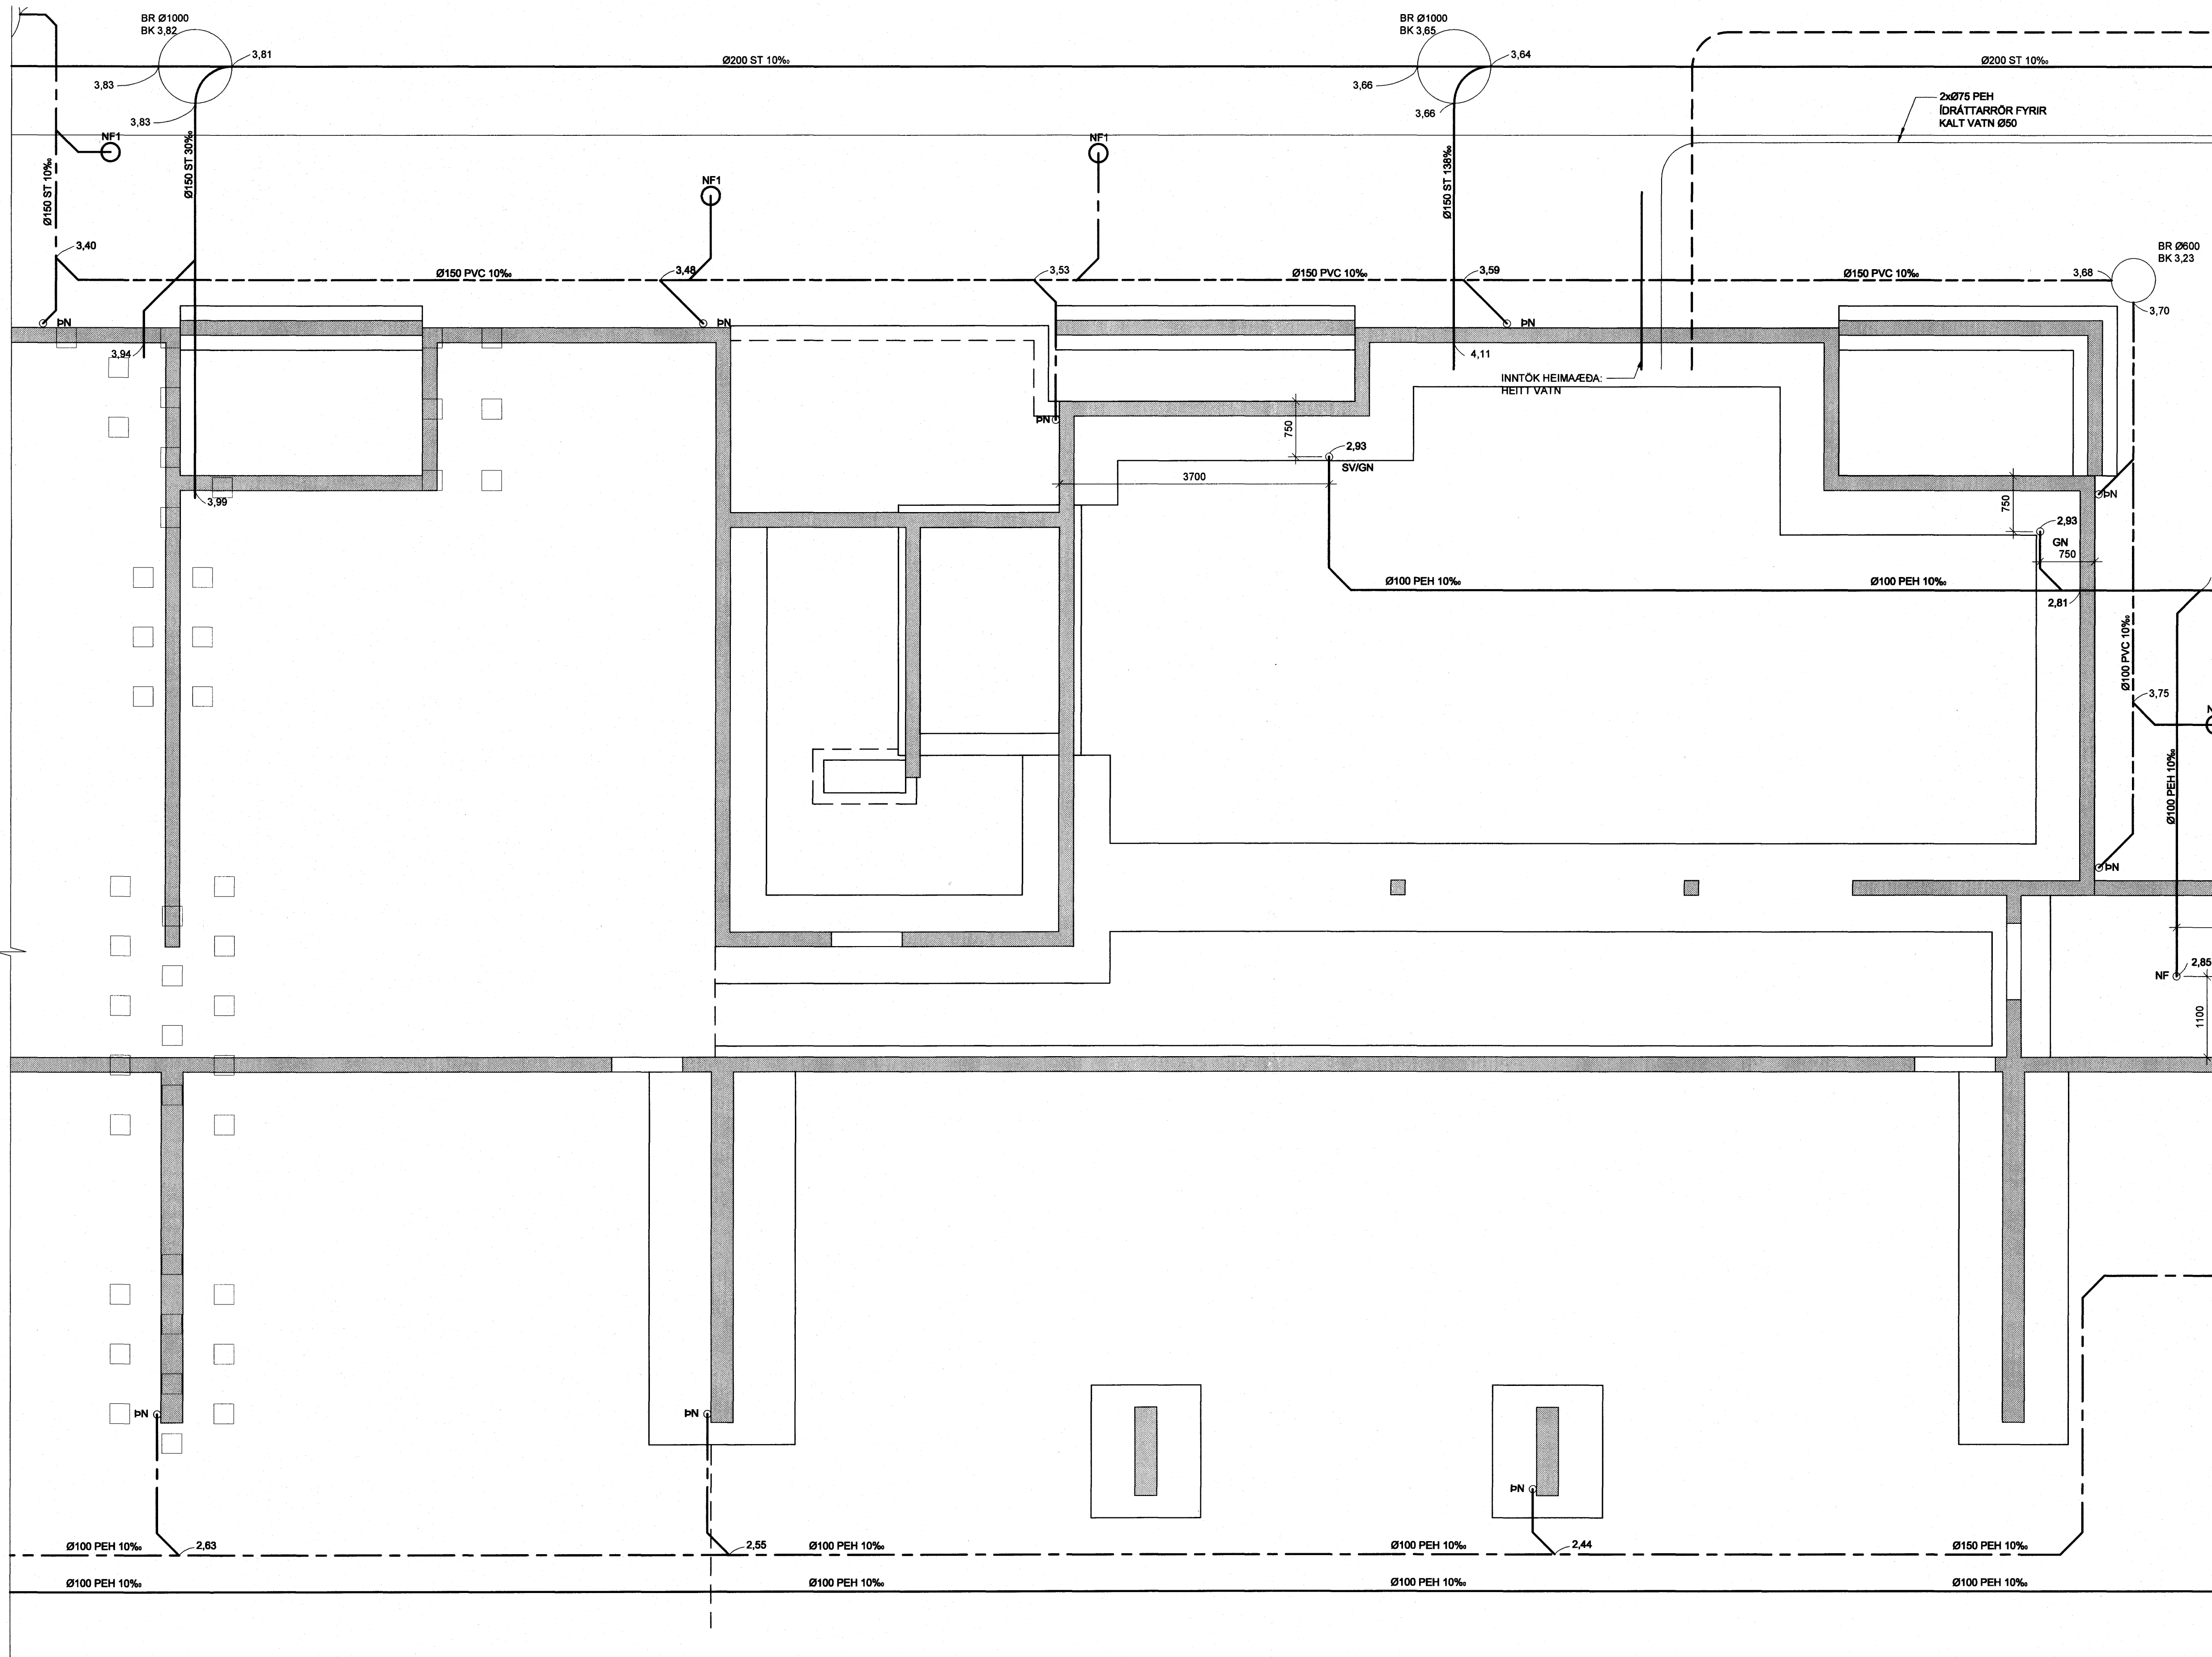 BR Ø1000
BK 3,82
3,81
3,83
3,83
Ø200 ST 10‰
BR Ø1000
BK 3,65
3,64
3,66
3,66
Ø200 ST 10‰
2xØ75 PEH
ÍDRÁTTARRÖR FYRIR
KALT VATN Ø50
NF1
Ø150 ST 10‰
Ø150 ST 30‰
NF1
NF1
Ø150 ST 138‰
3,40
Ø150 PVC 10‰
3,48
3,53
Ø150 PVC 10‰
3,59
Ø150 PVC 10‰
3,68
BR Ø600
BK 3,23
3,70
ÞN
ÞN
ÞN
3,94
4,11
INNTÖK HEIMAÆÐA:
HEITT VATN
ÞN
750
2,93
SV/GN
3700
3,99
ÞN
750
2,93
GN
750
Ø100 PEH 10‰
Ø100 PEH 10‰
2,81
Ø100 PVC 10‰
3,75
Ø100 PEH 10‰
ÞN
NF
2,85
1100
ÞN
ÞN
ÞN
Ø100 PEH 10‰
2,63
2,55
Ø100 PEH 10‰
Ø100 PEH 10‰
2,44
Ø150 PEH 10‰
Ø100 PEH 10‰
Ø100 PEH 10‰
Ø100 PEH 10‰
Ø100 PEH 10‰